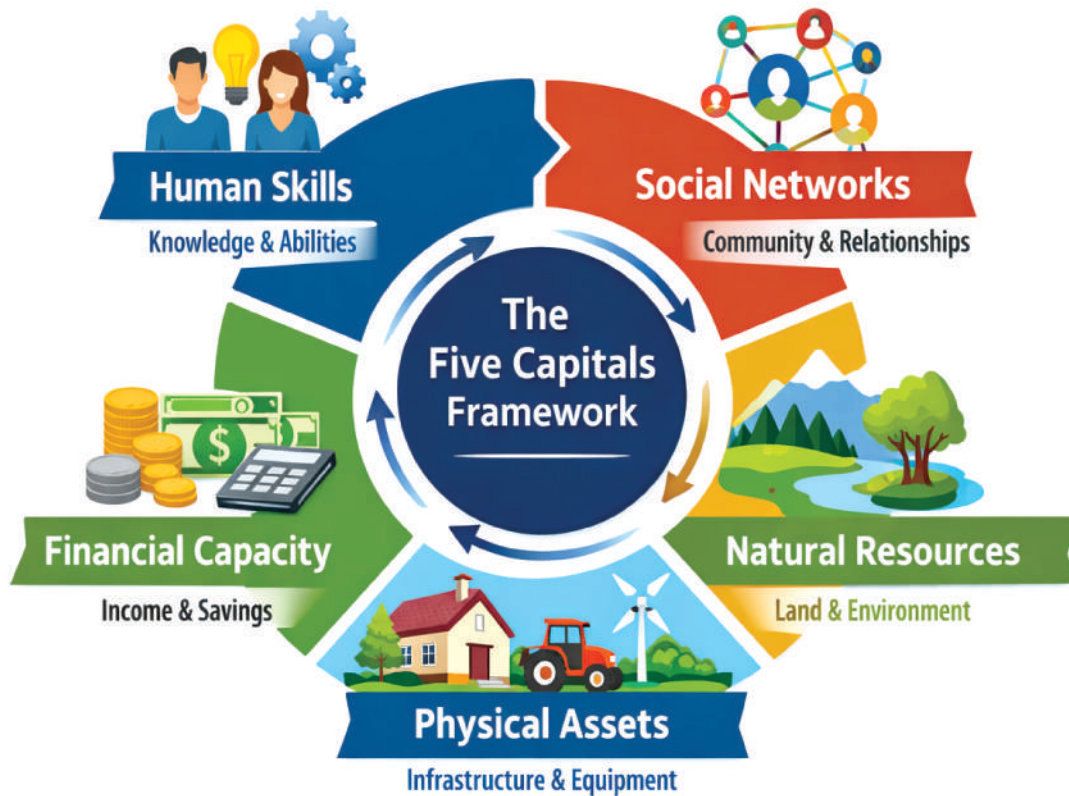 Human Skills
Knowledge & Abilities
Social Networks
Community & Relationships
The
Five Capitals
Framework
$
Financial Capacity
Income & Savings
Natural Resources
Land & Environment
Physical Assets
Infrastructure & Equipment